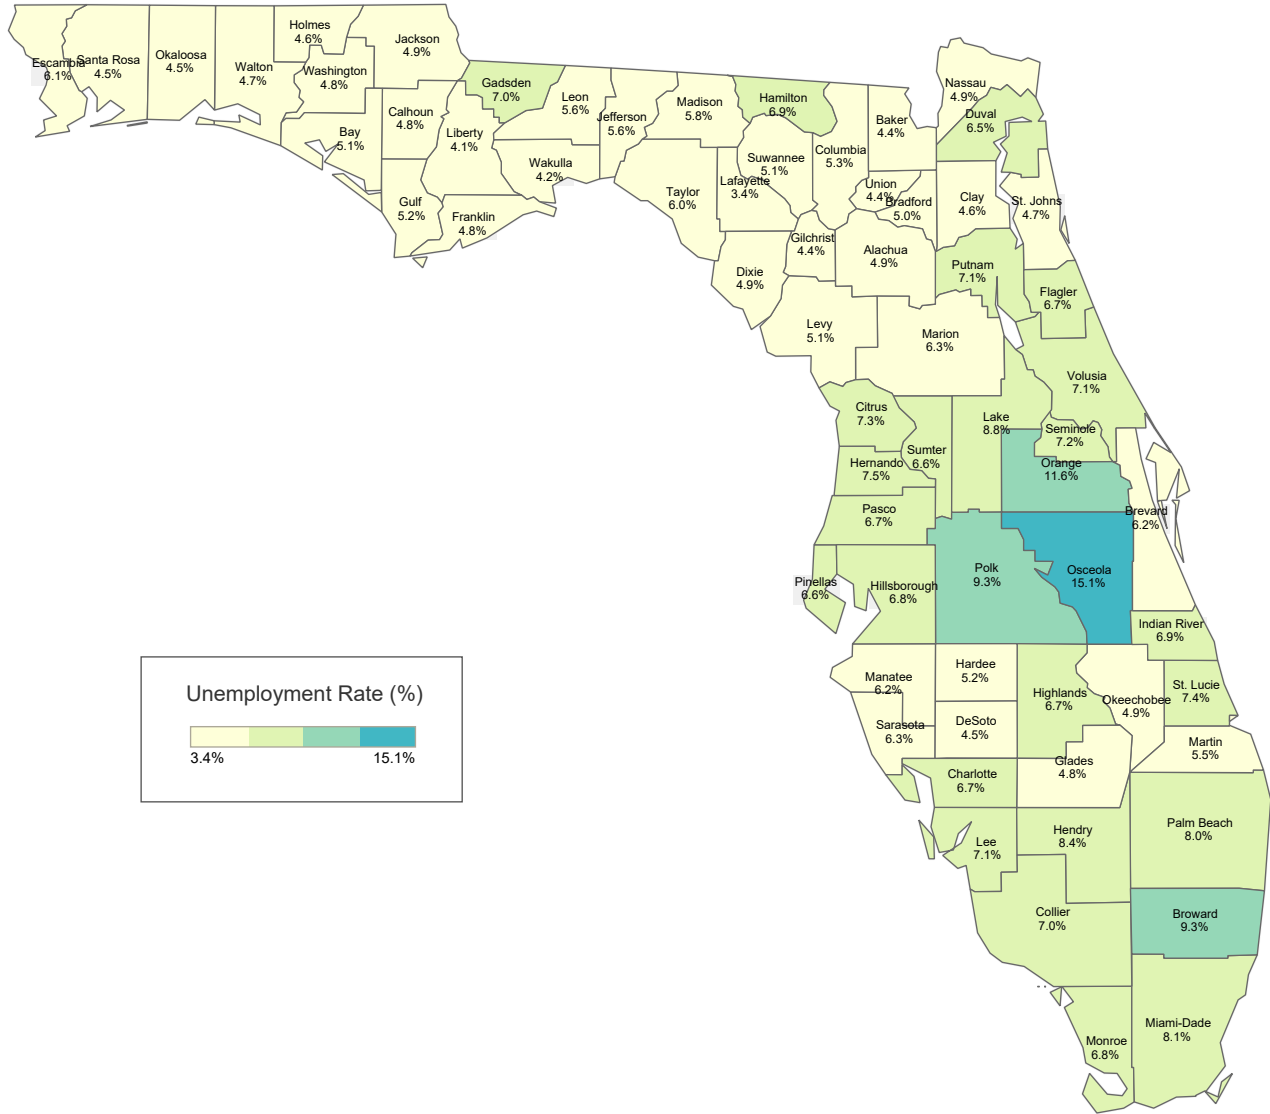 Holmes
4.6%
Jackson
4.9%
Escambia
6.1%
Santa Rosa
4.5%
Okaloosa
4.5%
Walton
4.7%
Washington
4.8%
Gadsden
7.0%
Leon
5.6%
Jefferson
5.6%
Madison
5.8%
Hamilton
6.9%
Nassau
4.9%
Duval
6.5%
Baker
4.4%
Bay
5.1%
Calhoun
4.8%
Liberty
4.1%
Wakulla
4.2%
Columbia
5.3%
Suwannee
5.1%
Lafayette
3.4%
Taylor
6.0%
Union
4.4%
Bradford
5.0%
Clay
4.6%
St. Johns
4.7%
Gulf
5.2%
Franklin
4.8%
Gilchrist
4.4%
Alachua
4.9%
Dixie
4.9%
Putnam
7.1%
Flagler
6.7%
Levy
5.1%
Marion
6.3%
Volusia
7.1%
Citrus
7.3%
Lake
8.8%
Seminole
7.2%
Sumter
6.6%
Hernando
7.5%
Orange
11.6%
Pasco
6.7%
Brevard
6.2%
Polk
9.3%
Osceola
15.1%
Pinellas
6.6%
Hillsborough
6.8%
Indian River
6.9%
Hardee
5.2%
Manatee
6.2%
Highlands
6.7%
Okeechobee
4.9%
St. Lucie
7.4%
Unemployment Rate (%)
3.4%
15.1%
Sarasota
6.3%
DeSoto
4.5%
Martin
5.5%
Glades
4.8%
Charlotte
6.7%
Palm Beach
8.0%
Lee
7.1%
Hendry
8.4%
Collier
7.0%
Broward
9.3%
Miami-Dade
8.1%
Monroe
6.8%